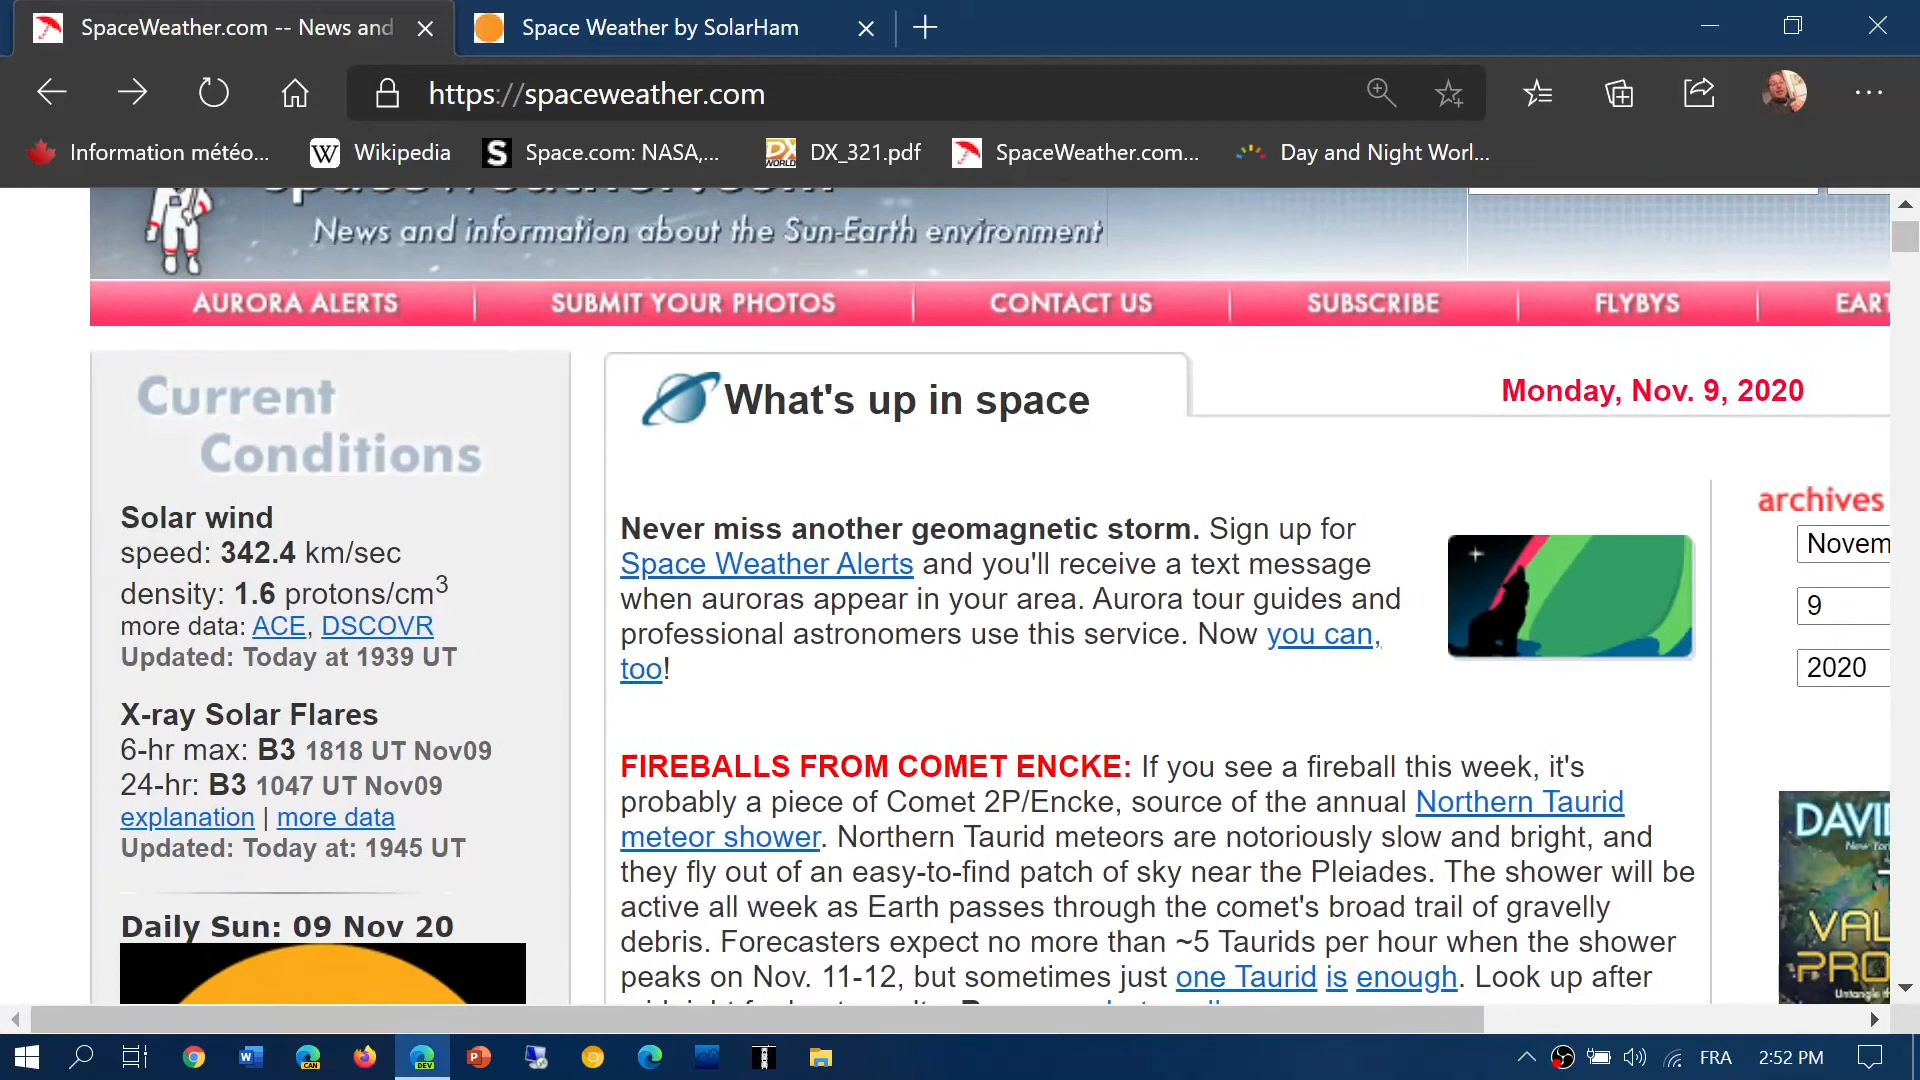 SpaceWeather.com -- News and
Space Weather by SolarHam
https://spaceweather.com
Information météo...
W Wikipedia
S Space.com: NASA,...
DX WORLD DX_321.pdf
SpaceWeather.com...
Day and Night Worl...
News and information about the Sun-Earth environment
AURORA ALERTS
SUBMIT YOUR PHOTOS
CONTACT US
SUBSCRIBE
FLYBYS
EART
Current
Conditions
Solar wind
speed: 342.4 km/sec
density: 1.6 protons/cm3
more data: ACE, DSCOVR
Updated: Today at 1939 UT
X-ray Solar Flares
6-hr max: B3 1818 UT Nov09
24-hr: B3 1047 UT Nov09
explanation | more data
Updated: Today at: 1945 UT
Daily Sun: 09 Nov 20
What's up in space
Monday, Nov. 9, 2020
Never miss another geomagnetic storm. Sign up for
Space Weather Alerts and you'll receive a text message
when auroras appear in your area. Aurora tour guides and
professional astronomers use this service. Now you can,
too!
FIREBALLS FROM COMET ENCKE: If you see a fireball this week, it's
probably a piece of Comet 2P/Encke, source of the annual Northern Taurid
meteor shower. Northern Taurid meteors are notoriously slow and bright, and
they fly out of an easy-to-find patch of sky near the Pleiades. The shower will be
active all week as Earth passes through the comet's broad trail of gravelly
debris. Forecasters expect no more than ~5 Taurids per hour when the shower
peaks on Nov. 11-12, but sometimes just one Taurid is enough. Look up after
archives
Novem
9
2020
DAVI
VAL
PRO
CAN
DEV
FRA
2:52 PM